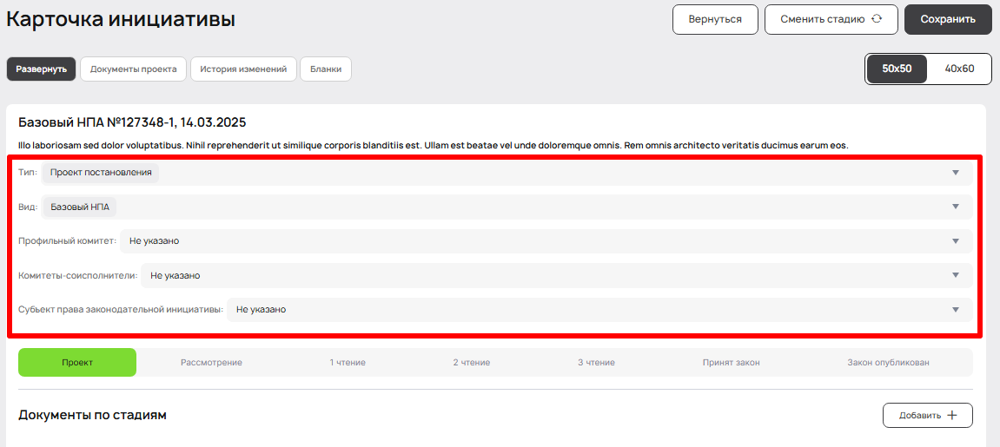 Карточка инициативы
Вернуться Сменить стадию Сохранить
Развернуть Документы проекта История изменений Бланки 50x50 40x60
Базовый НПА №127348-1, 14.03.2025
Illo laboriosam sed dolor voluptatibus. Nihil reprehenderit ut similique corporis blanditiis est. Ullam est beatae vel unde doloremque omnis. Rem omnis architecto veritatis ducimus earum eos.
Тип: Проект постановления
Вид: Базовый НПА
Профильный комитет: Не указано
Комитеты-соисполнители: Не указано
Субъект права законодательной инициативы: Не указано
Проект Рассмотрение 1 чтение 2 чтение 3 чтение Принят закон Закон опубликован
Документы по стадиям Добавить +